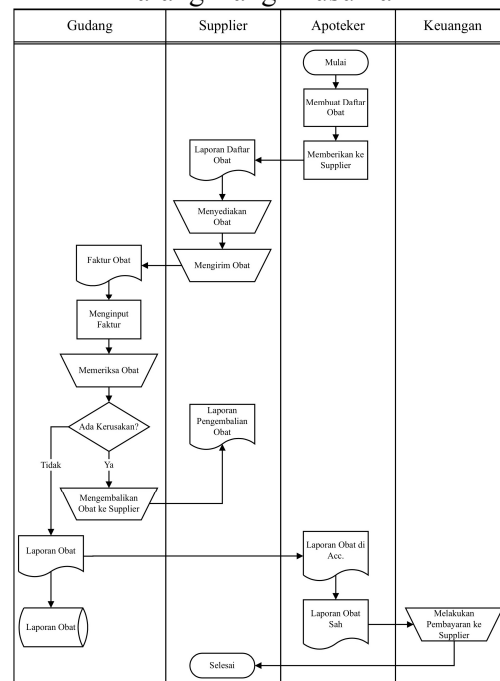 Gudang
Supplier
Apoteker
Keuangan
Mulai
Membuat Daftar
Obat
Laporan Daftar
Obat
Memberikan ke
Supplier
Menyediakan
Obat
Faktur Obat
Mengirim Obat
Menginput
Faktur
Memeriksa Obat
Ada Kerusakan?
Laporan
Pengembalian
Obat
Tidak
Ya
Mengembalikan
Obat ke Supplier
Laporan Obat
Laporan Obat di
Acc.
Laporan Obat
Laporan Obat
Sah
Melakukan
Pembayaran ke
Supplier
Selesai